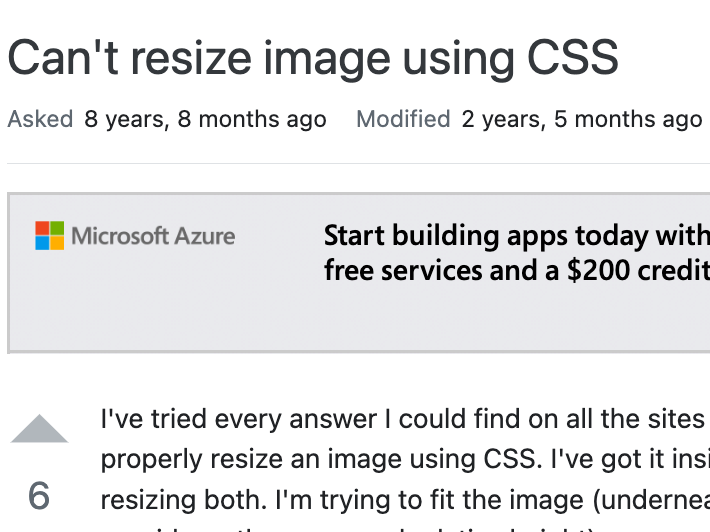 Can't resize image using CSS
Asked 8 years, 8 months ago Modified 2 years, 5 months ago
Microsoft Azure
Start building apps today with
free services and a $200 credit
I've tried every answer I could find on all the sites
properly resize an image using CSS. I've got it insi
6
resizing both. I'm trying to fit the image (undernea